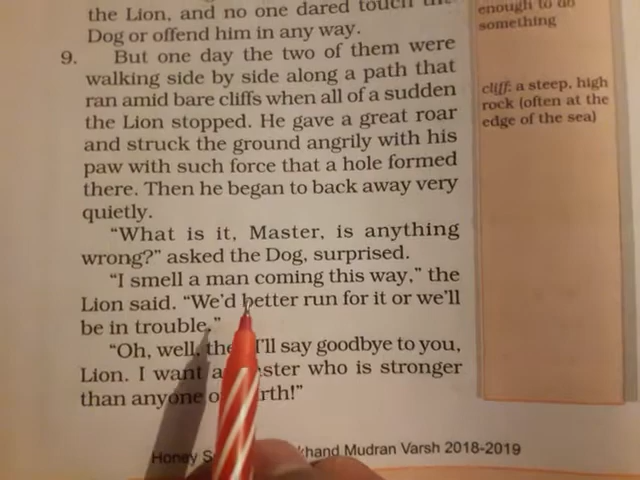 the Lion, and no one dared touch the
Dog or offend him in any way.
9. But one day the two of them were
walking side by side along a path that
ran amid bare cliffs when all of a sudden
the Lion stopped. He gave a great roar
and struck the ground angrily with his
paw with such force that a hole formed
there. Then he began to back away very
quietly.
“What is it, Master, is anything
wrong?” asked the Dog, surprised.
“I smell a man coming this way,” the
Lion said. “We’d better run for it or we’ll
be in trouble.”
“Oh, well, the I’ll say goodbye to you,
Lion. I want a ster who is stronger
than anyone o rth!”
enough to do
something
cliff: a steep, high
rock (often at the
edge of the sea)
Honey S khand Mudran Varsh 2018-2019